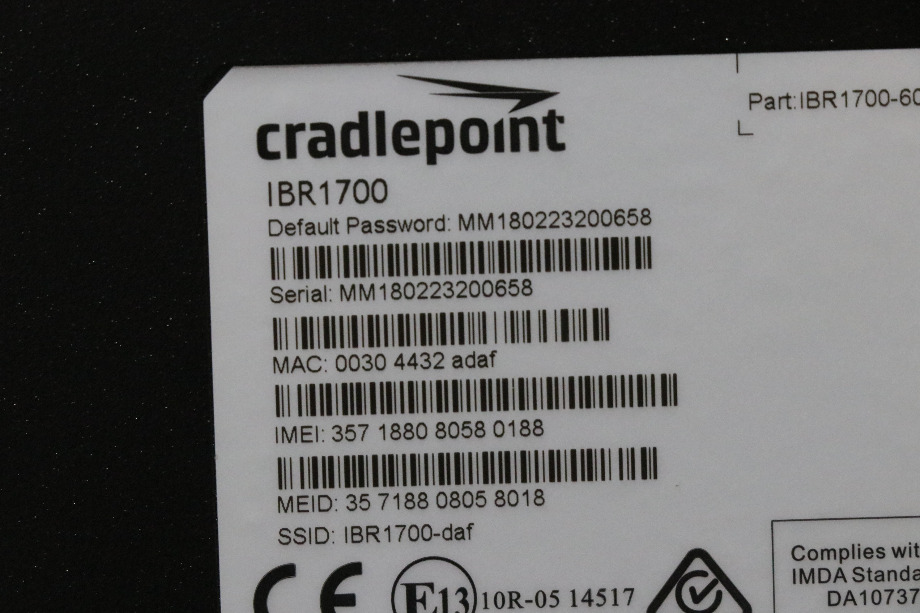 cradlepoint
Part:IBR1700-60
IBR1700
Default Password: MM180223200658
Serial: MM180223200658
MAC: 0030 4432 adaf
IMEI: 357 1880 8058 0188
MEID: 35 7188 0805 8018
SSID: IBR1700-daf
CE
E13 10R-05 14517
Complies wit
IMDA Standa
DA10737